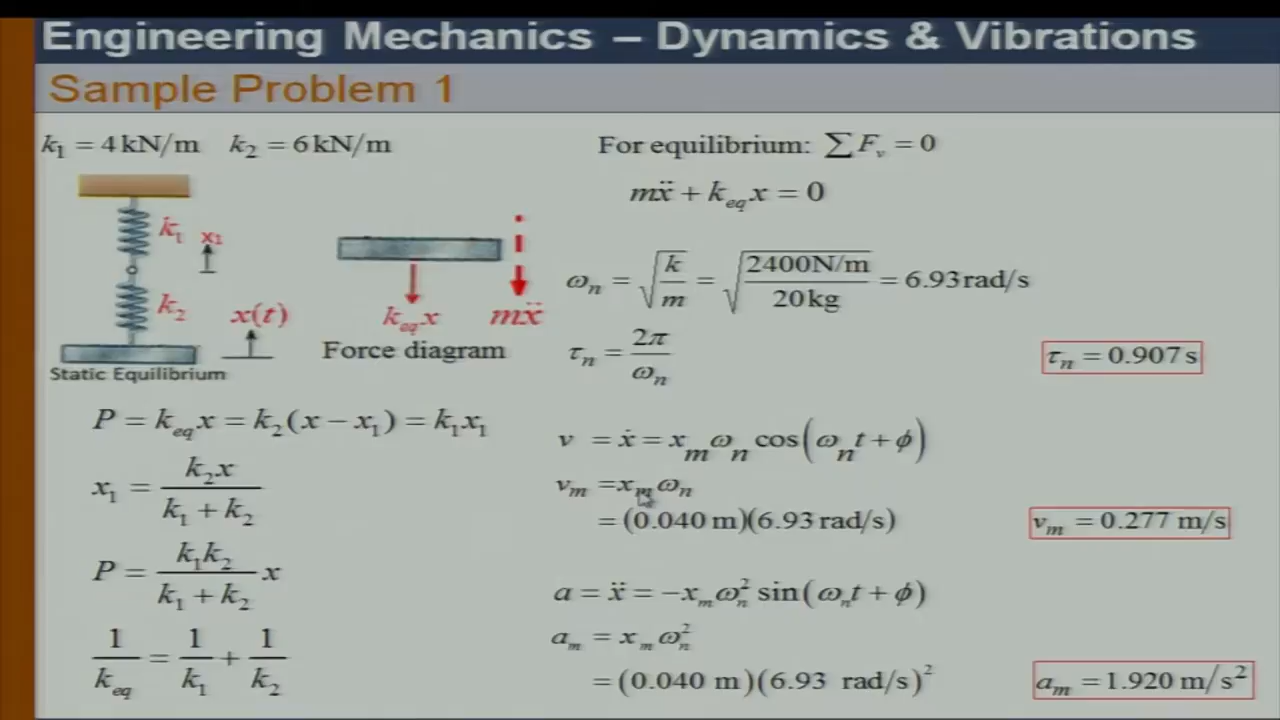 Engineering Mechanics – Dynamics & Vibrations
Sample Problem 1
k₁ = 4 kN/m   k₂ = 6 kN/m
k₁
x₁
k₂
x(t)
Static Equilibrium
k_eq x
mẍ
Force diagram
P = k_eq x = k₂(x − x₁) = k₁x₁
x₁ = k₂x / (k₁ + k₂)
P = k₁k₂ / (k₁ + k₂) x
1/k_eq = 1/k₁ + 1/k₂
For equilibrium: ∑F_v = 0
mẍ + k_eq x = 0
ω_n = √(k/m) = √(2400N/m / 20kg) = 6.93 rad/s
τ_n = 2π/ω_n
τ_n = 0.907 s
v = ẋ = x_m ω_n cos(ω_n t + ϕ)
v_m = x_m ω_n
= (0.040 m)(6.93 rad/s)
v_m = 0.277 m/s
a = ẍ = −x_m ω_n² sin(ω_n t + ϕ)
a_m = x_m ω_n²
= (0.040 m)(6.93 rad/s)²
a_m = 1.920 m/s²